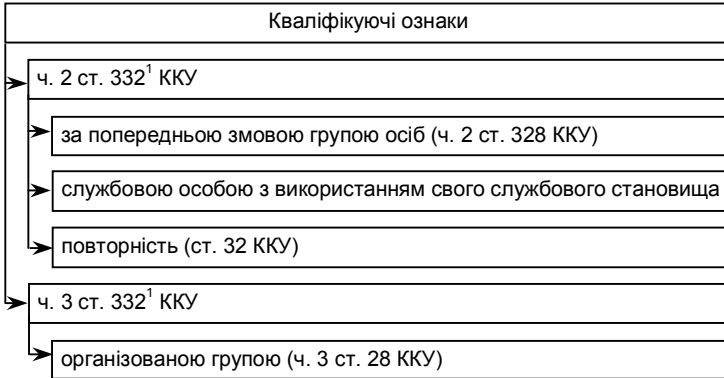 Кваліфікуючі ознаки
ч. 2 ст. 332¹ ККУ
за попередньою змовою групою осіб (ч. 2 ст. 328 ККУ)
службовою особою з використанням свого службового становища
повторність (ст. 32 ККУ)
ч. 3 ст. 332¹ ККУ
організованою групою (ч. 3 ст. 28 ККУ)